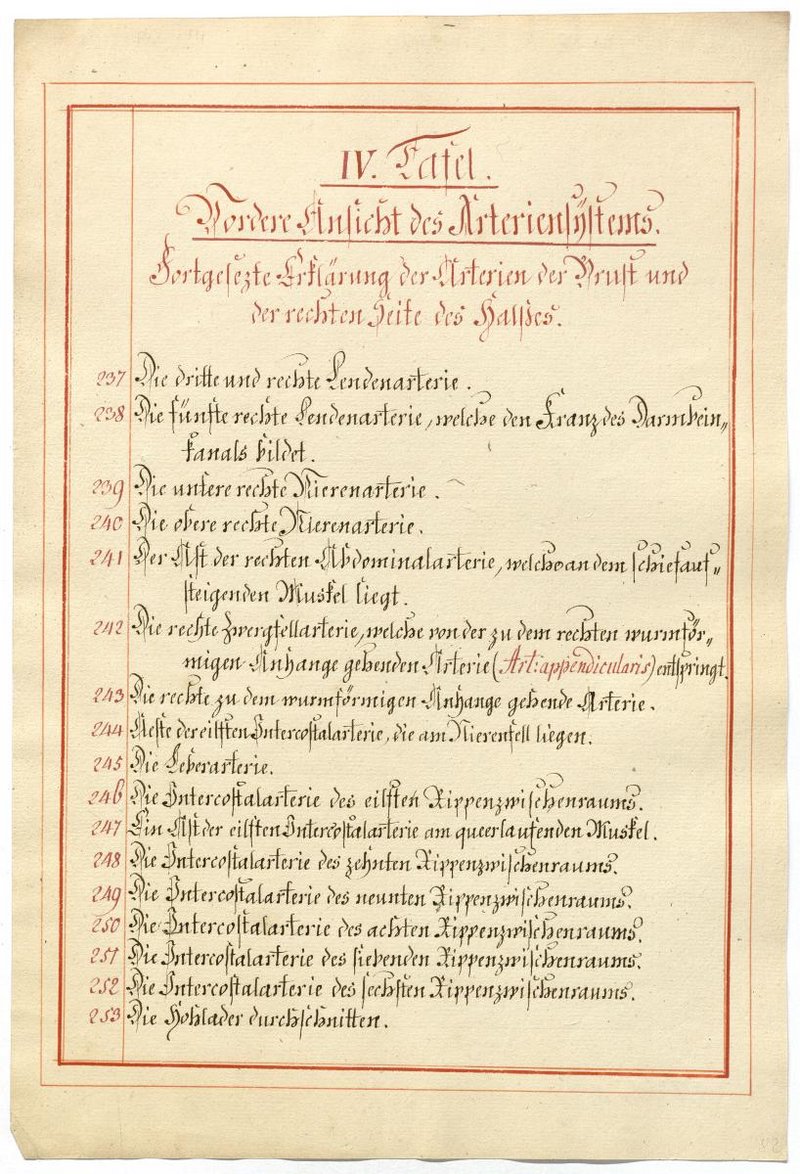 IV. Tafel.
Vordere Ansicht des Arteriensÿstems.
Fortgesezte Erklärung der Arterien der Brust und
der rechten Seite des Halses.
237 Die dritte und rechte Lendenarterie.
238 Die fünfte rechte Lendenarterie, welche den Kranz des Darmbein„
kanals bildet.
239 Die untere rechte Nierenarterie.
240 Die obere rechte Nierenarterie.
241 Der Ast der rechten Abdominalarterie, welche an dem schiefauf„
steigenden Muskel liegt.
242 Die rechte Zwergfellarterie, welche von der zu dem rechten wurmför„
migen Anhange gehenden Arterie (Art: appendicularis) entspringt.
243 Die rechte zu dem wurmförmigen Anhange gehende Arterie.
244 Aeste der eilften Intercostalarterie, die am Nierenfell liegen.
245 Die Leberarterie.
246 Die Intercostalarterie des eilften Rippenzwischenraums.
247 Ein Ast der eilften Intercostalarterie am queerlaufenden Muskel.
248 Die Intercostalarterie des zehnten Rippenzwischenraums.
249 Die Intercostalarterie des neunten Rippenzwischenraums.
250 Die Intercostalarterie des achten Rippenzwischenraums.
251 Die Intercostalarterie des siebenden Rippenzwischenraums.
252 Die Intercostalarterie des sechsten Rippenzwischenraums.
253 Die Hohlader durchschnitten.